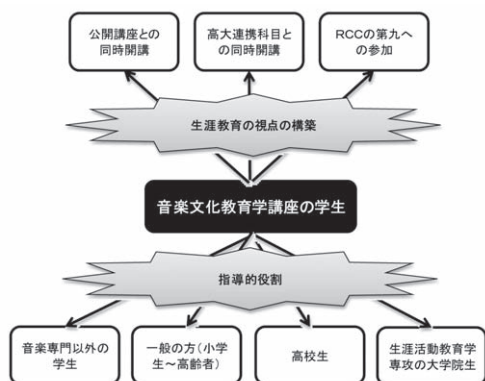 公開講座との
同時開講
高大連携科目と
の同時開講
RCCの第九へ
の参加
生涯教育の視点の構築
音楽文化教育学講座の学生
指導的役割
音楽専門以外の
学生
一般の方(小学
生～高齢者)
高校生
生涯活動教育学
専攻の大学院生